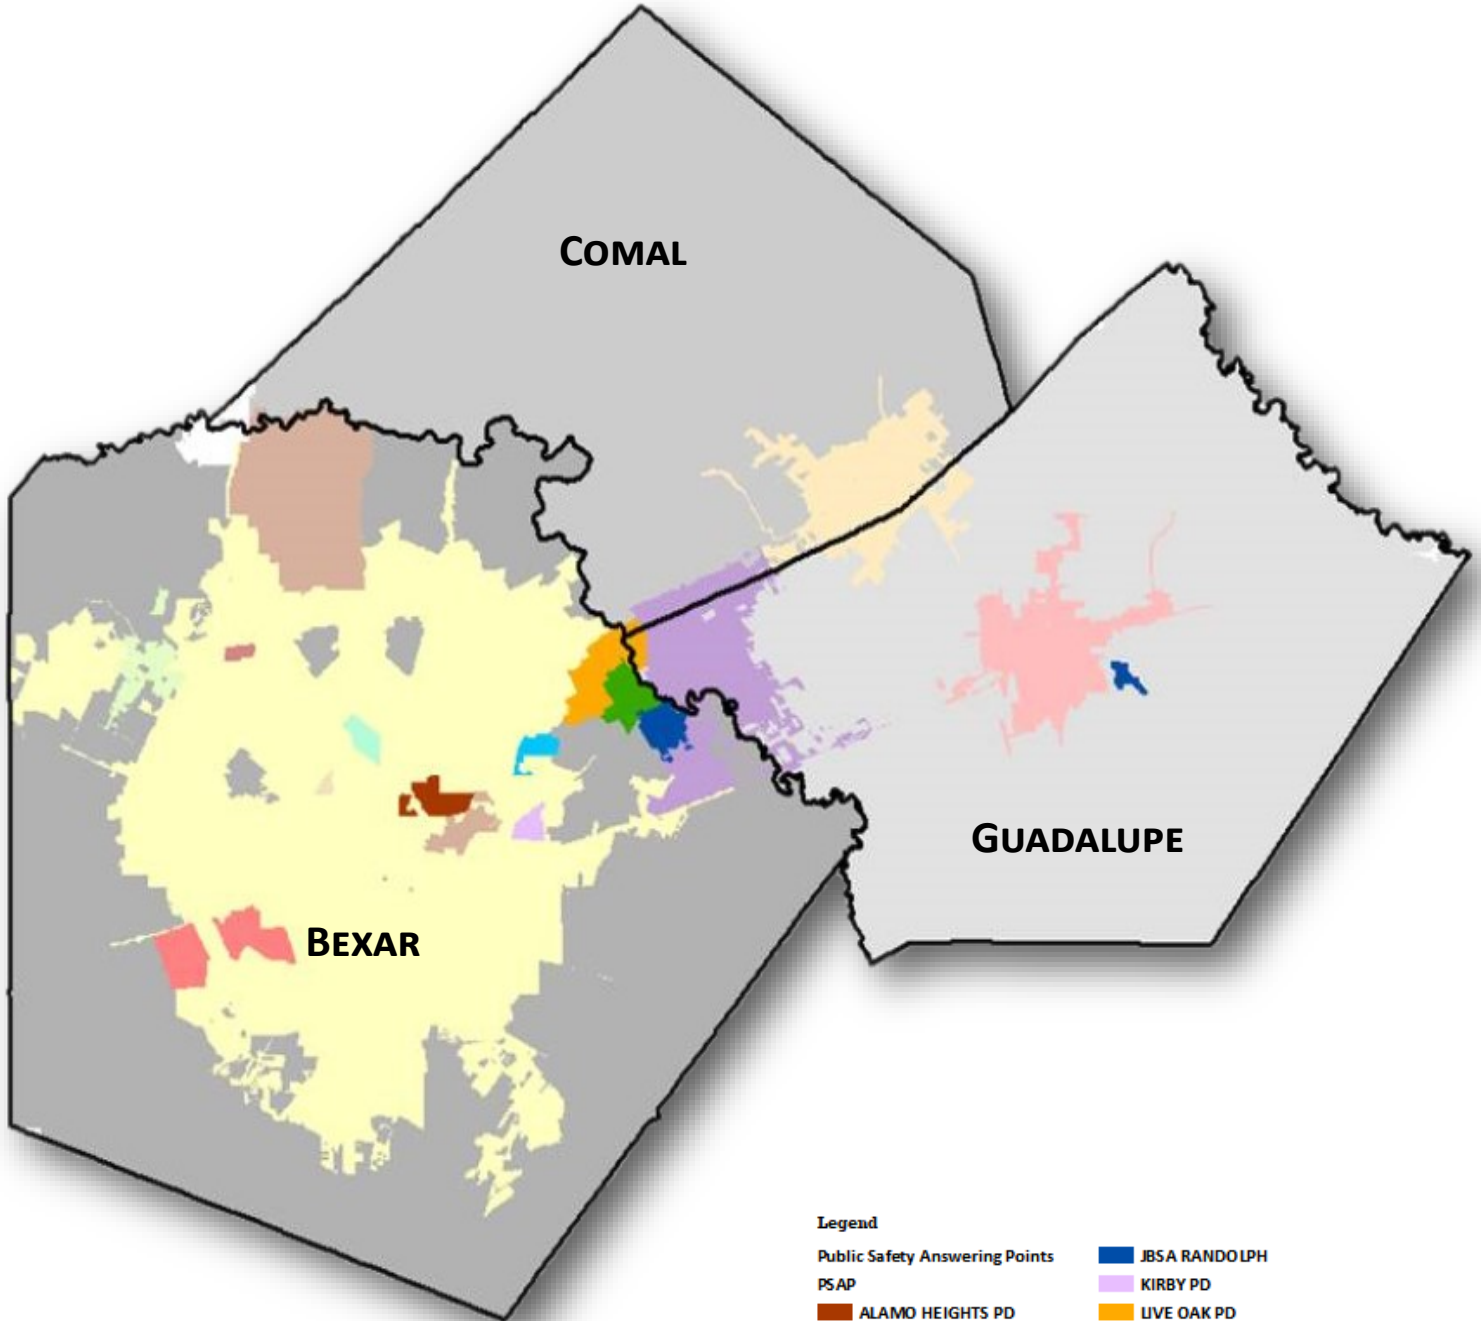 COMAL
GUADALUPE
BEXAR
Legend
Public Safety Answering Points
PSAP
ALAMO HEIGHTS PD
JBSA RANDOLPH
KIRBY PD
LIVE OAK PD